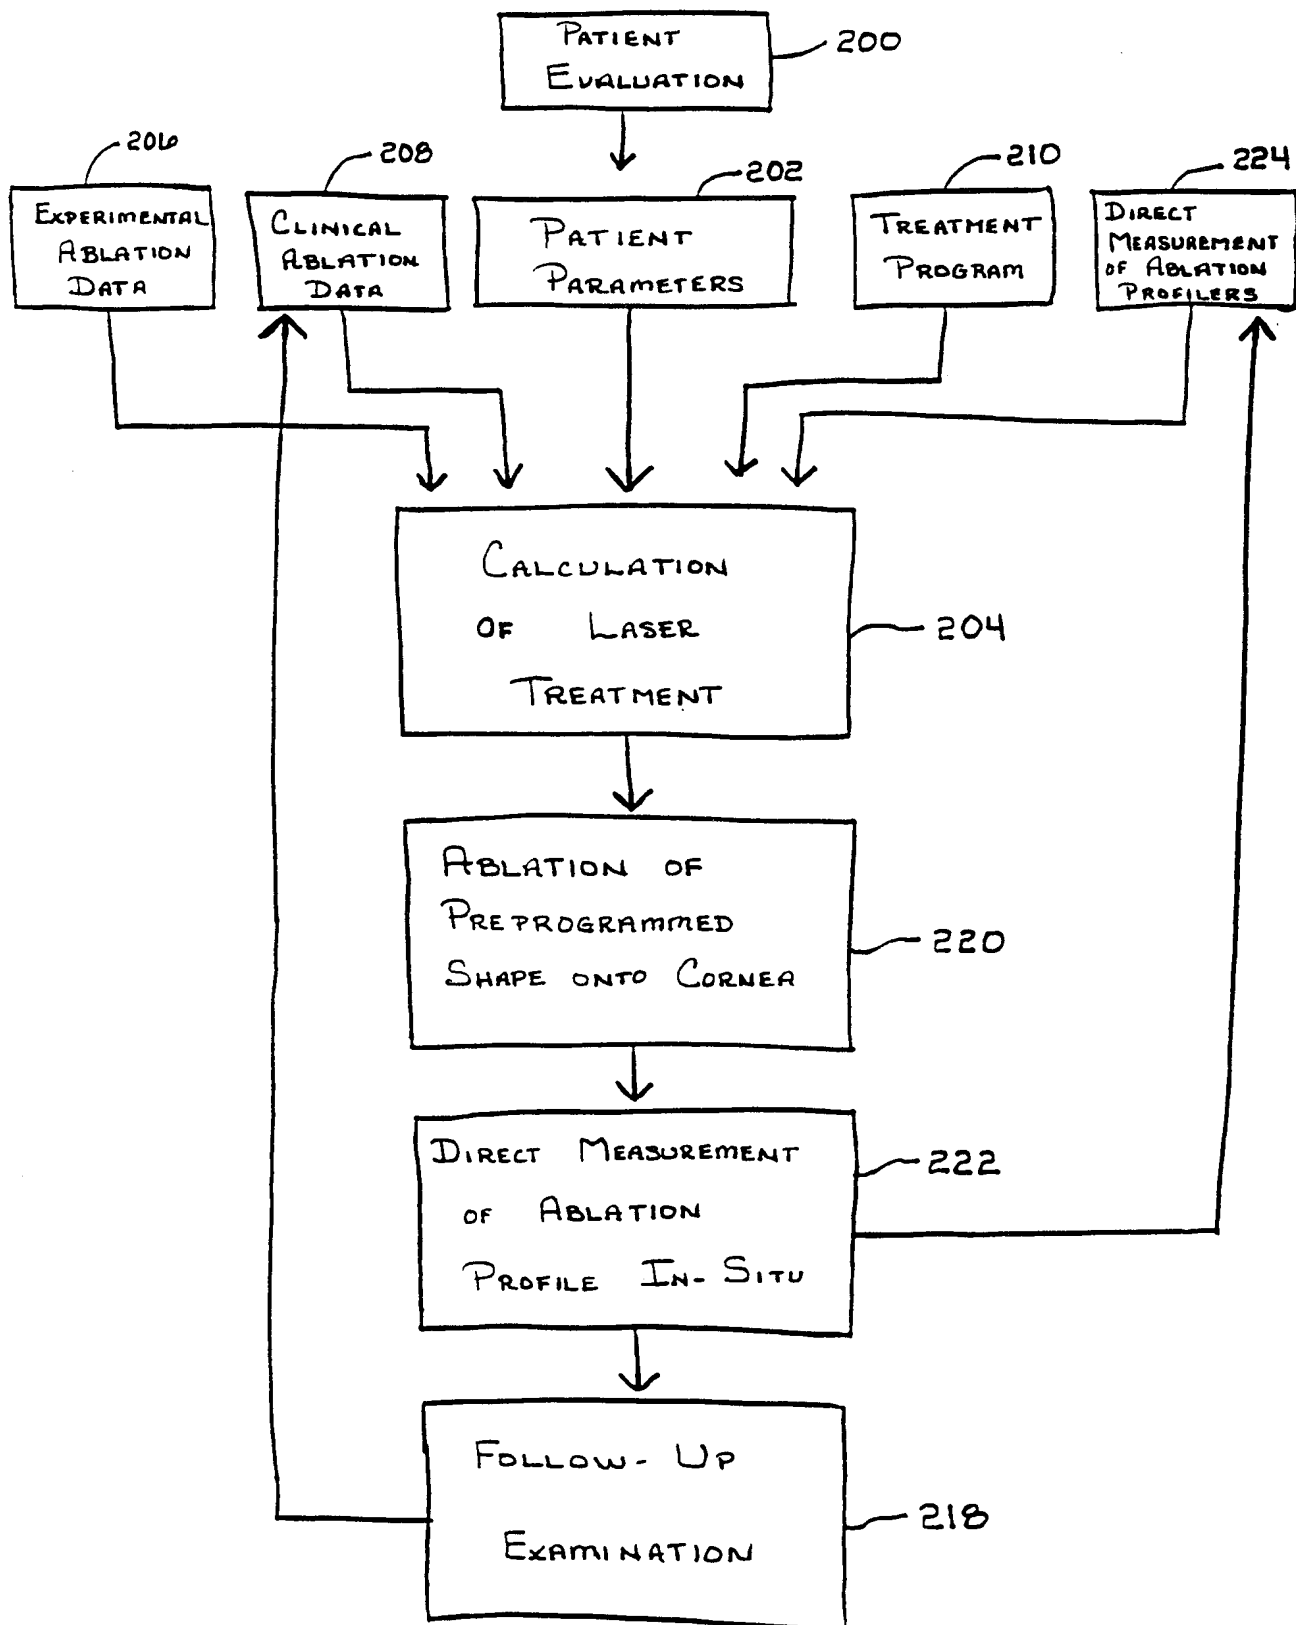 PATIENT
EVALUATION
200
206
208
202
210
224
EXPERIMENTAL
ABLATION
DATA
CLINICAL
ABLATION
DATA
PATIENT
PARAMETERS
TREATMENT
PROGRAM
DIRECT
MEASUREMENT
OF ABLATION
PROFILERS
CALCULATION
OF LASER
TREATMENT
204
ABLATION OF
PREPROGRAMMED
SHAPE ONTO CORNEA
220
DIRECT MEASUREMENT
OF ABLATION
PROFILE IN-SITU
222
FOLLOW-UP
EXAMINATION
218